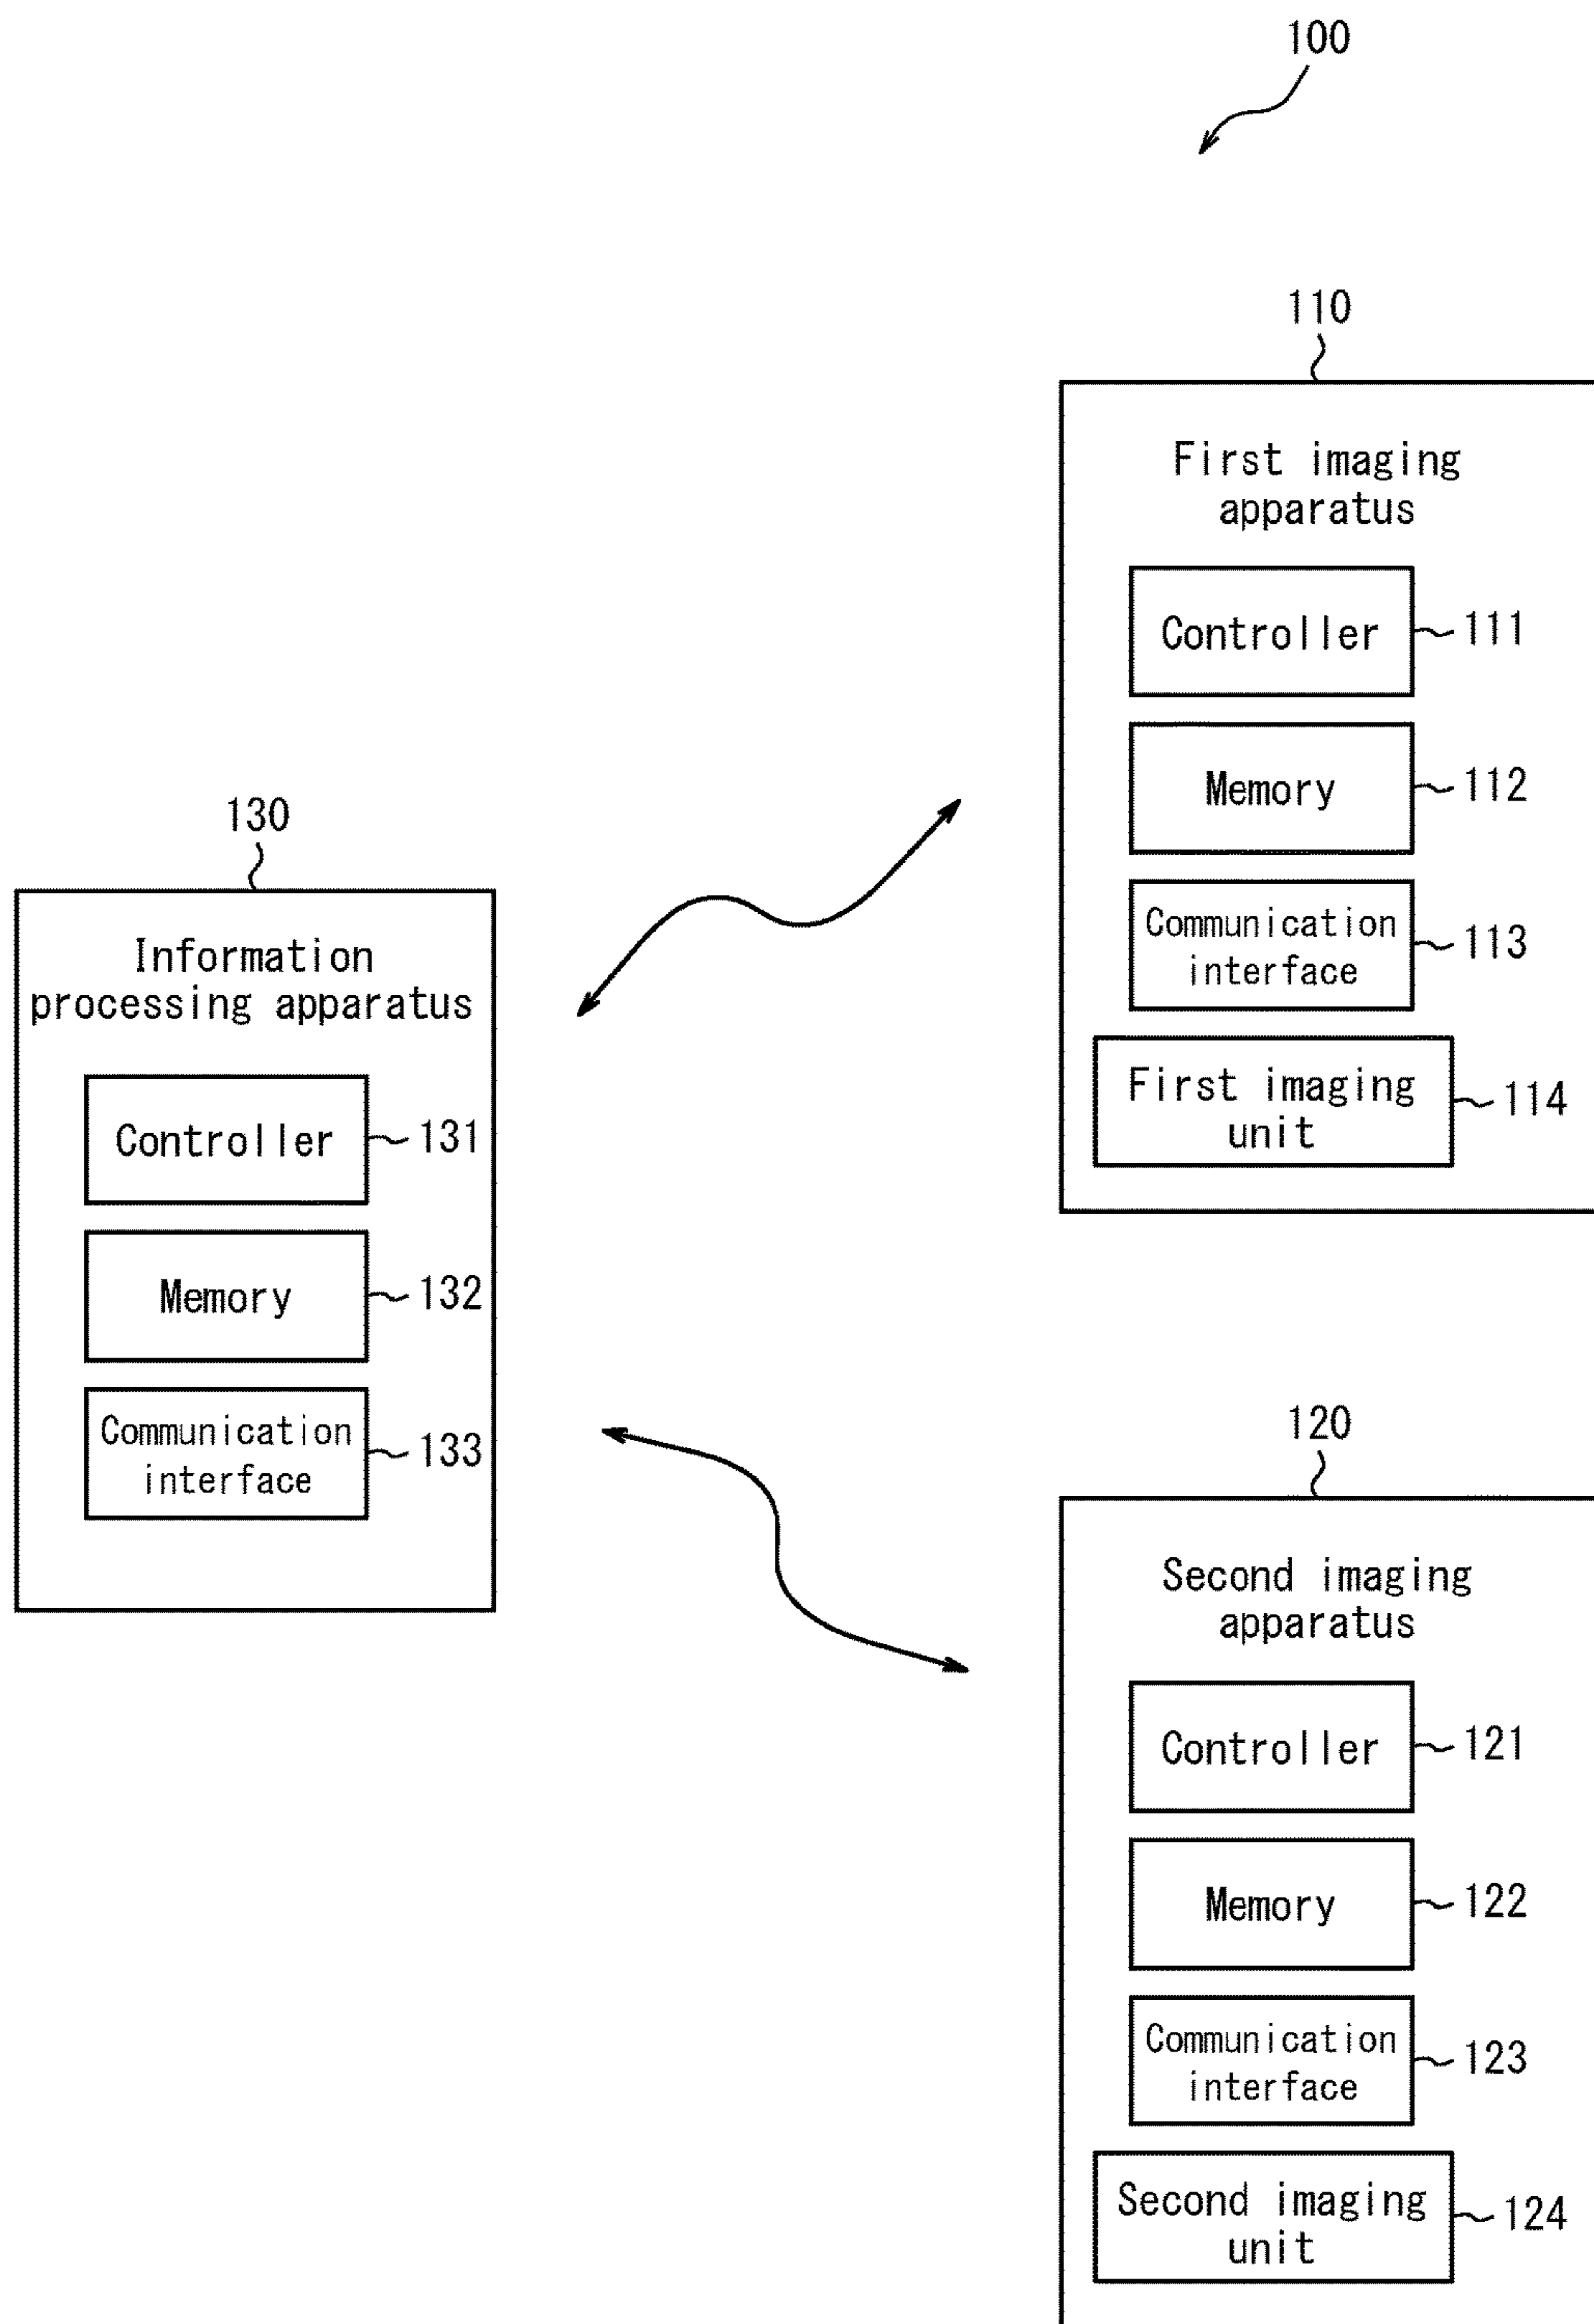 100
110
First imaging
apparatus
Controller
111
Memory
112
Communication
interface
113
First imaging
unit
114
130
Information
processing apparatus
Controller
131
Memory
132
Communication
interface
133
120
Second imaging
apparatus
Controller
121
Memory
122
Communication
interface
123
Second imaging
unit
124